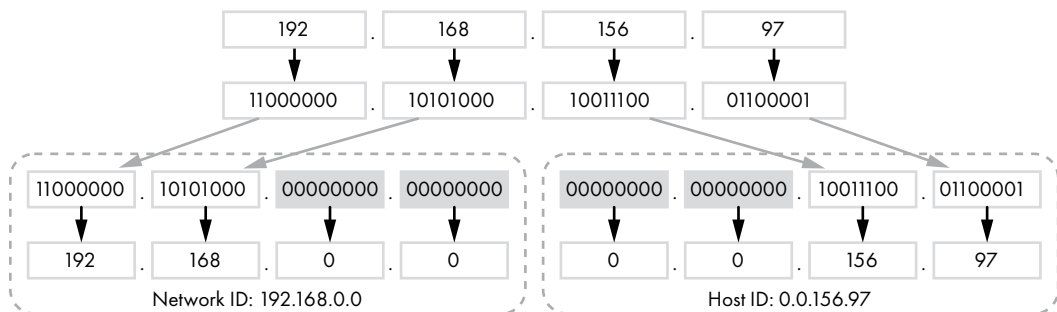 192 . 168 . 156 . 97
11000000 . 10101000 . 10011100 . 01100001
11000000 . 10101000 . 00000000 . 00000000
192 . 168 . 0 . 0
Network ID: 192.168.0.0
00000000 . 00000000 . 10011100 . 01100001
0 . 0 . 156 . 97
Host ID: 0.0.156.97